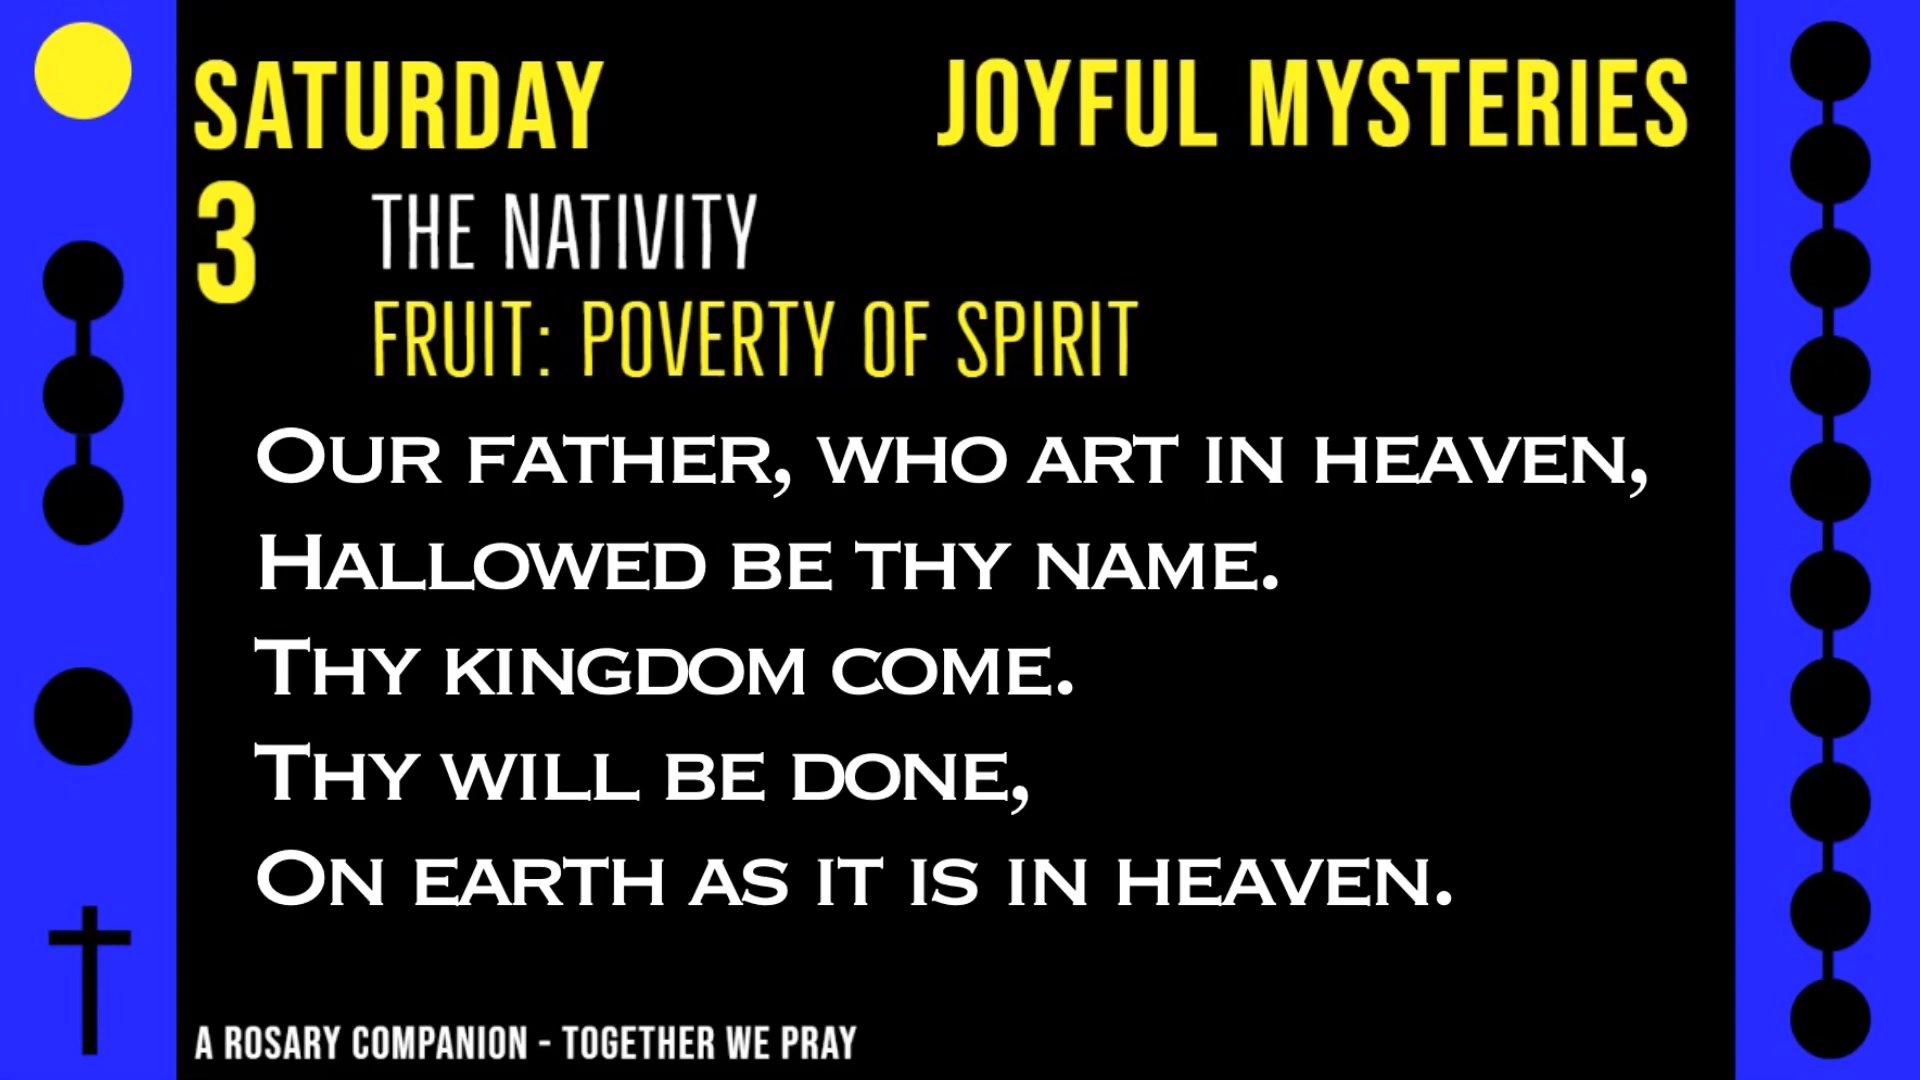 SATURDAY JOYFUL MYSTERIES
3 THE NATIVITY
FRUIT: POVERTY OF SPIRIT
OUR FATHER, WHO ART IN HEAVEN,
HALLOWED BE THY NAME.
THY KINGDOM COME.
THY WILL BE DONE,
ON EARTH AS IT IS IN HEAVEN.
A ROSARY COMPANION - TOGETHER WE PRAY